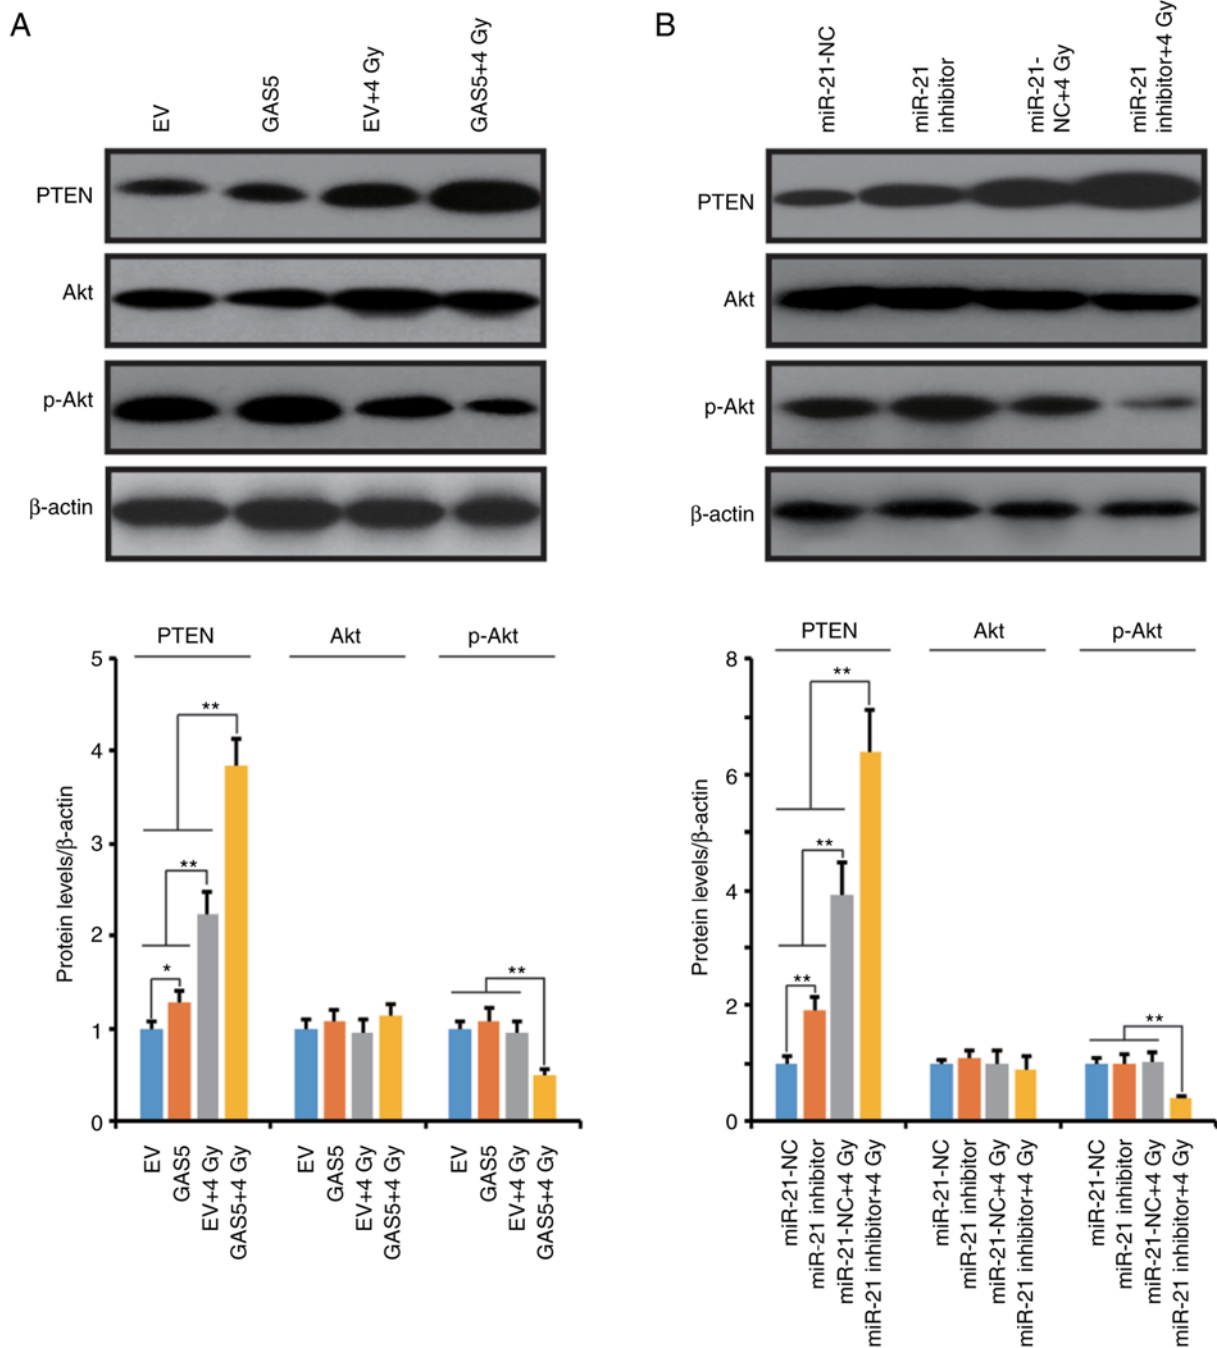 A
EV
GAS5
EV+4 Gy
GAS5+4 Gy
PTEN
Akt
p-Akt
β-actin
PTEN
Akt
p-Akt
5
4
3
2
1
0
Protein levels/β-actin
**
**
*
**
EV
GAS5
EV+4 Gy
GAS5+4 Gy
EV
GAS5
EV+4 Gy
GAS5+4 Gy
EV
GAS5
EV+4 Gy
GAS5+4 Gy
B
miR-21-NC
miR-21
inhibitor
miR-21-
NC+4 Gy
miR-21
inhibitor+4 Gy
PTEN
Akt
p-Akt
β-actin
PTEN
Akt
p-Akt
8
6
4
2
0
Protein levels/β-actin
**
**
**
**
miR-21-NC
miR-21 inhibitor
miR-21-NC+4 Gy
miR-21 inhibitor+4 Gy
miR-21-NC
miR-21 inhibitor
miR-21-NC+4 Gy
miR-21 inhibitor+4 Gy
miR-21-NC
miR-21 inhibitor
miR-21-NC+4 Gy
miR-21 inhibitor+4 Gy